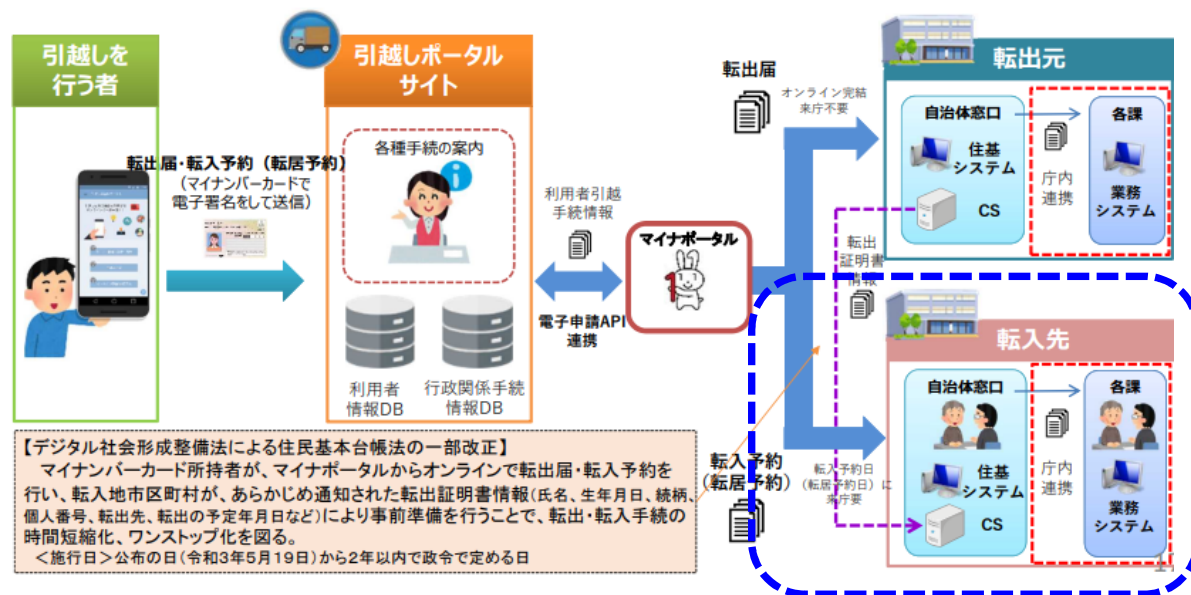 引越しを
行う者
転出届・転入予約（転居予約）
（マイナンバーカードで
電子署名をして送信）
引越しポータル
サイト
各種手続の案内
利用者
情報DB
行政関係手続
情報DB
利用者引越
手続情報
電子申請API
連携
マイナポータル
転出届
オンライン完結
来庁不要
転出元
自治体窓口
住基
システム
CS
庁内
連携
各課
業務
システム
転出
証明書
情報
転入先
自治体窓口
住基
システム
CS
庁内
連携
各課
業務
システム
転入予約
（転居予約）
転入予約日
（転居予約日）に
来庁要
【デジタル社会形成整備法による住民基本台帳法の一部改正】
マイナンバーカード所持者が、マイナポータルからオンラインで転出届・転入予約を
行い、転入地市区町村が、あらかじめ通知された転出証明書情報（氏名、生年月日、続柄、
個人番号、転出先、転出の予定年月日など）により事前準備を行うことで、転出・転入手続の
時間短縮化、ワンストップ化を図る。
＜施行日＞公布の日（令和3年5月19日）から2年以内で政令で定める日